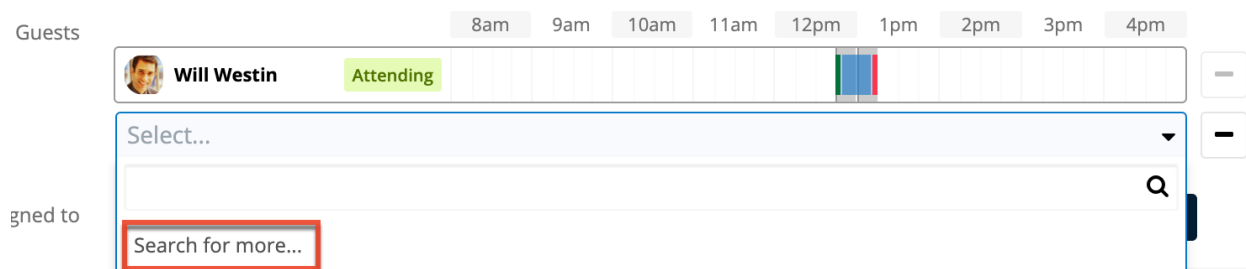 Guests
8am 9am 10am 11am 12pm 1pm 2pm 3pm 4pm
Will Westin Attending
Select...
gned to
Search for more...